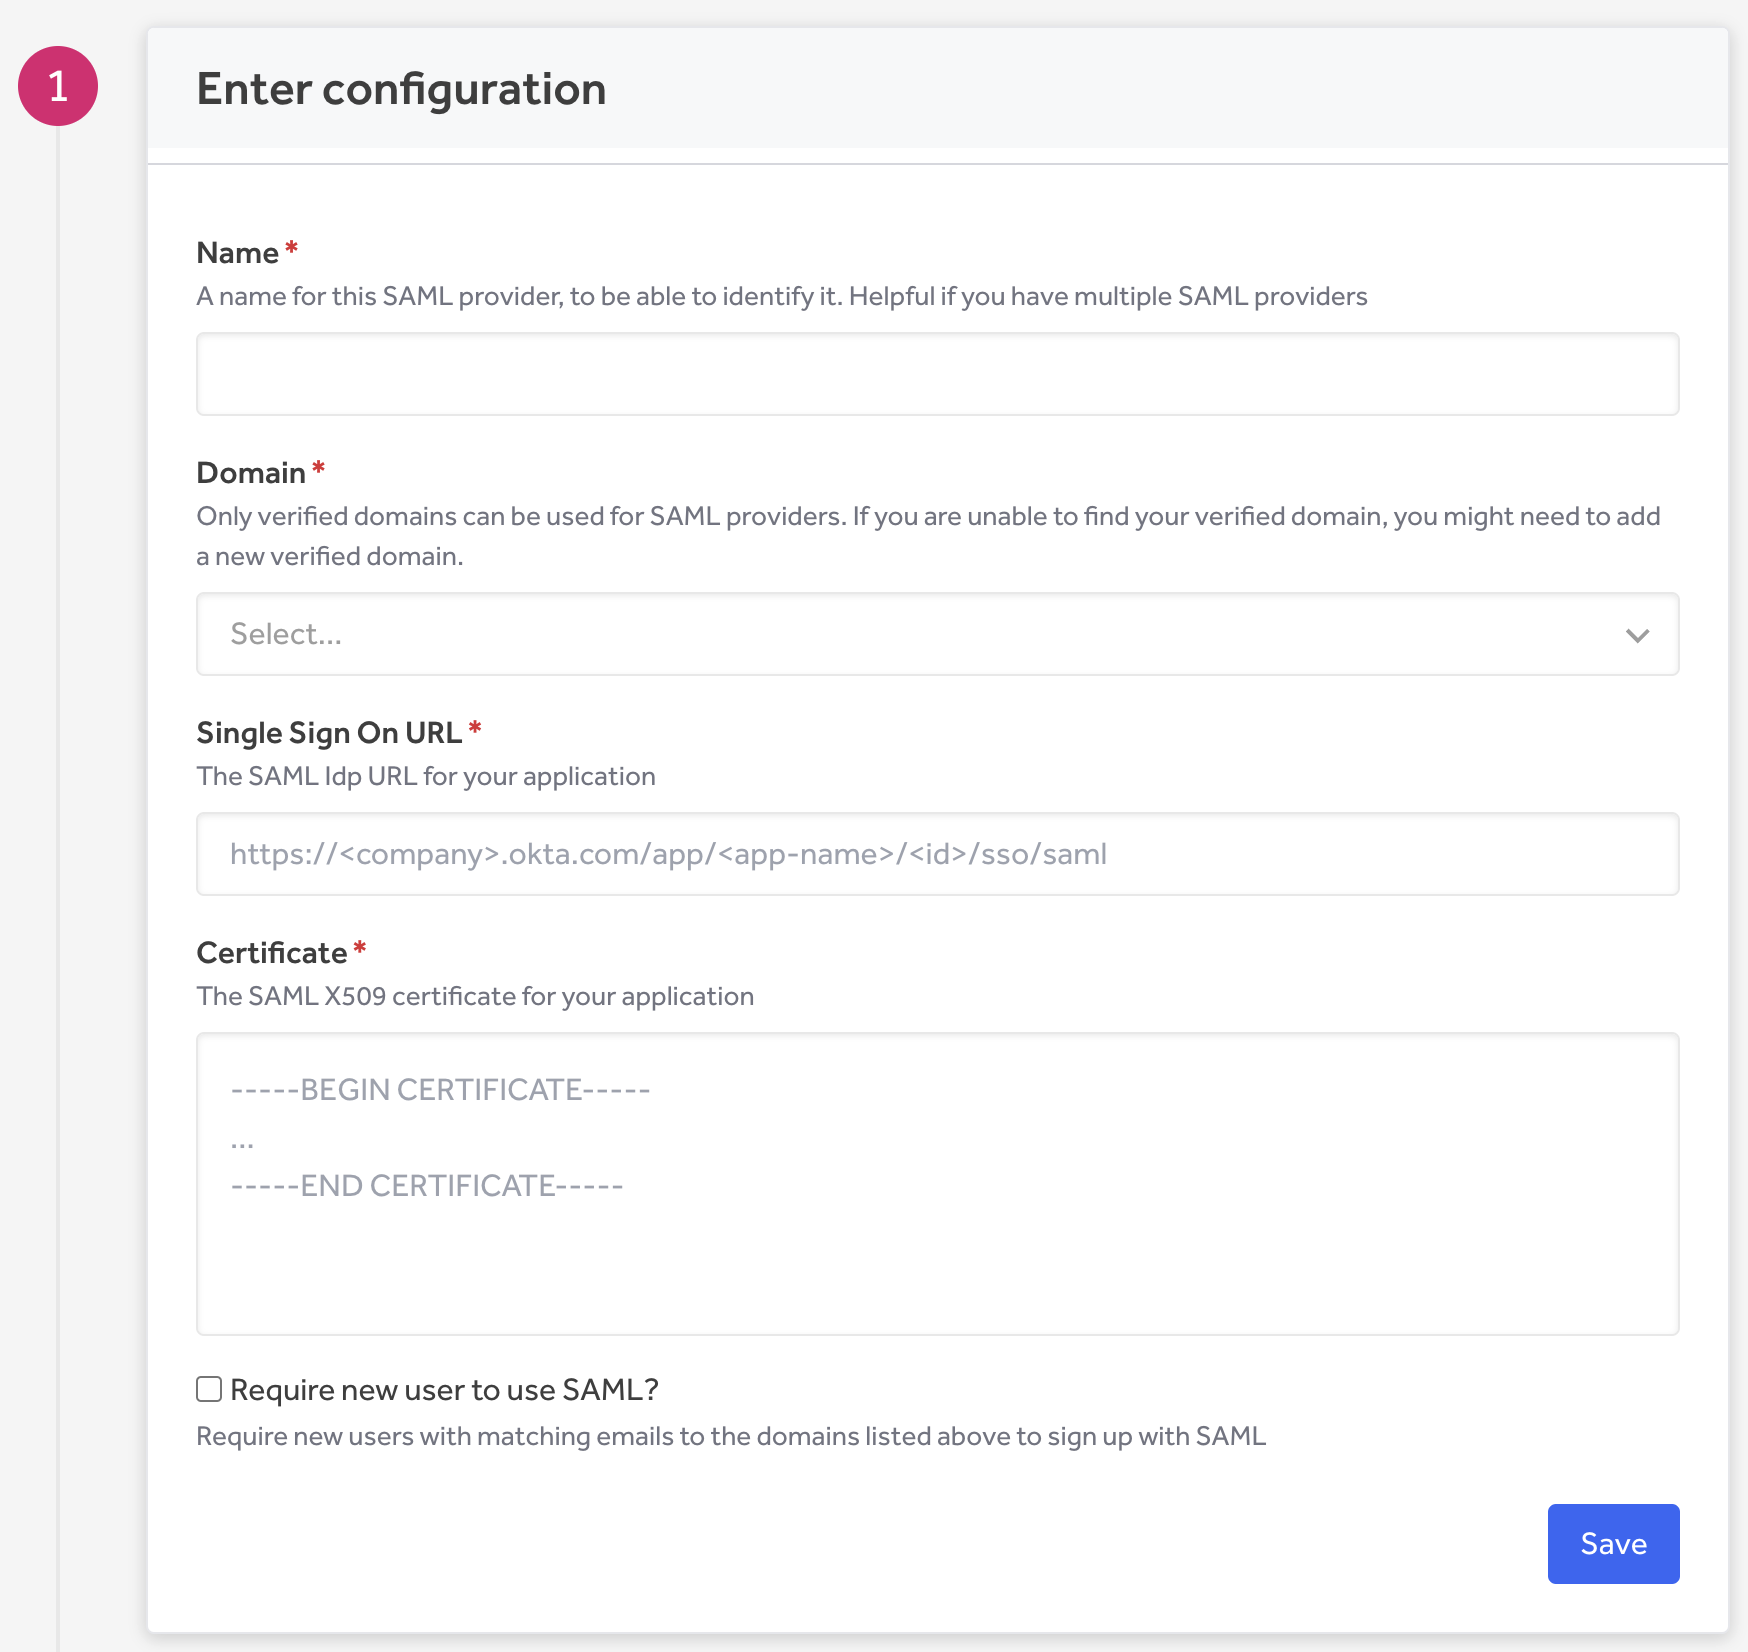 1
Enter configuration
Name *
A name for this SAML provider, to be able to identify it. Helpful if you have multiple SAML providers
Domain *
Only verified domains can be used for SAML providers. If you are unable to find your verified domain, you might need to add
a new verified domain.
Select...
Single Sign On URL *
The SAML Idp URL for your application
https://<company>.okta.com/app/<app-name>/<id>/sso/saml
Certificate *
The SAML X509 certificate for your application
-----BEGIN CERTIFICATE-----
...
-----END CERTIFICATE-----
Require new user to use SAML?
Require new users with matching emails to the domains listed above to sign up with SAML
Save